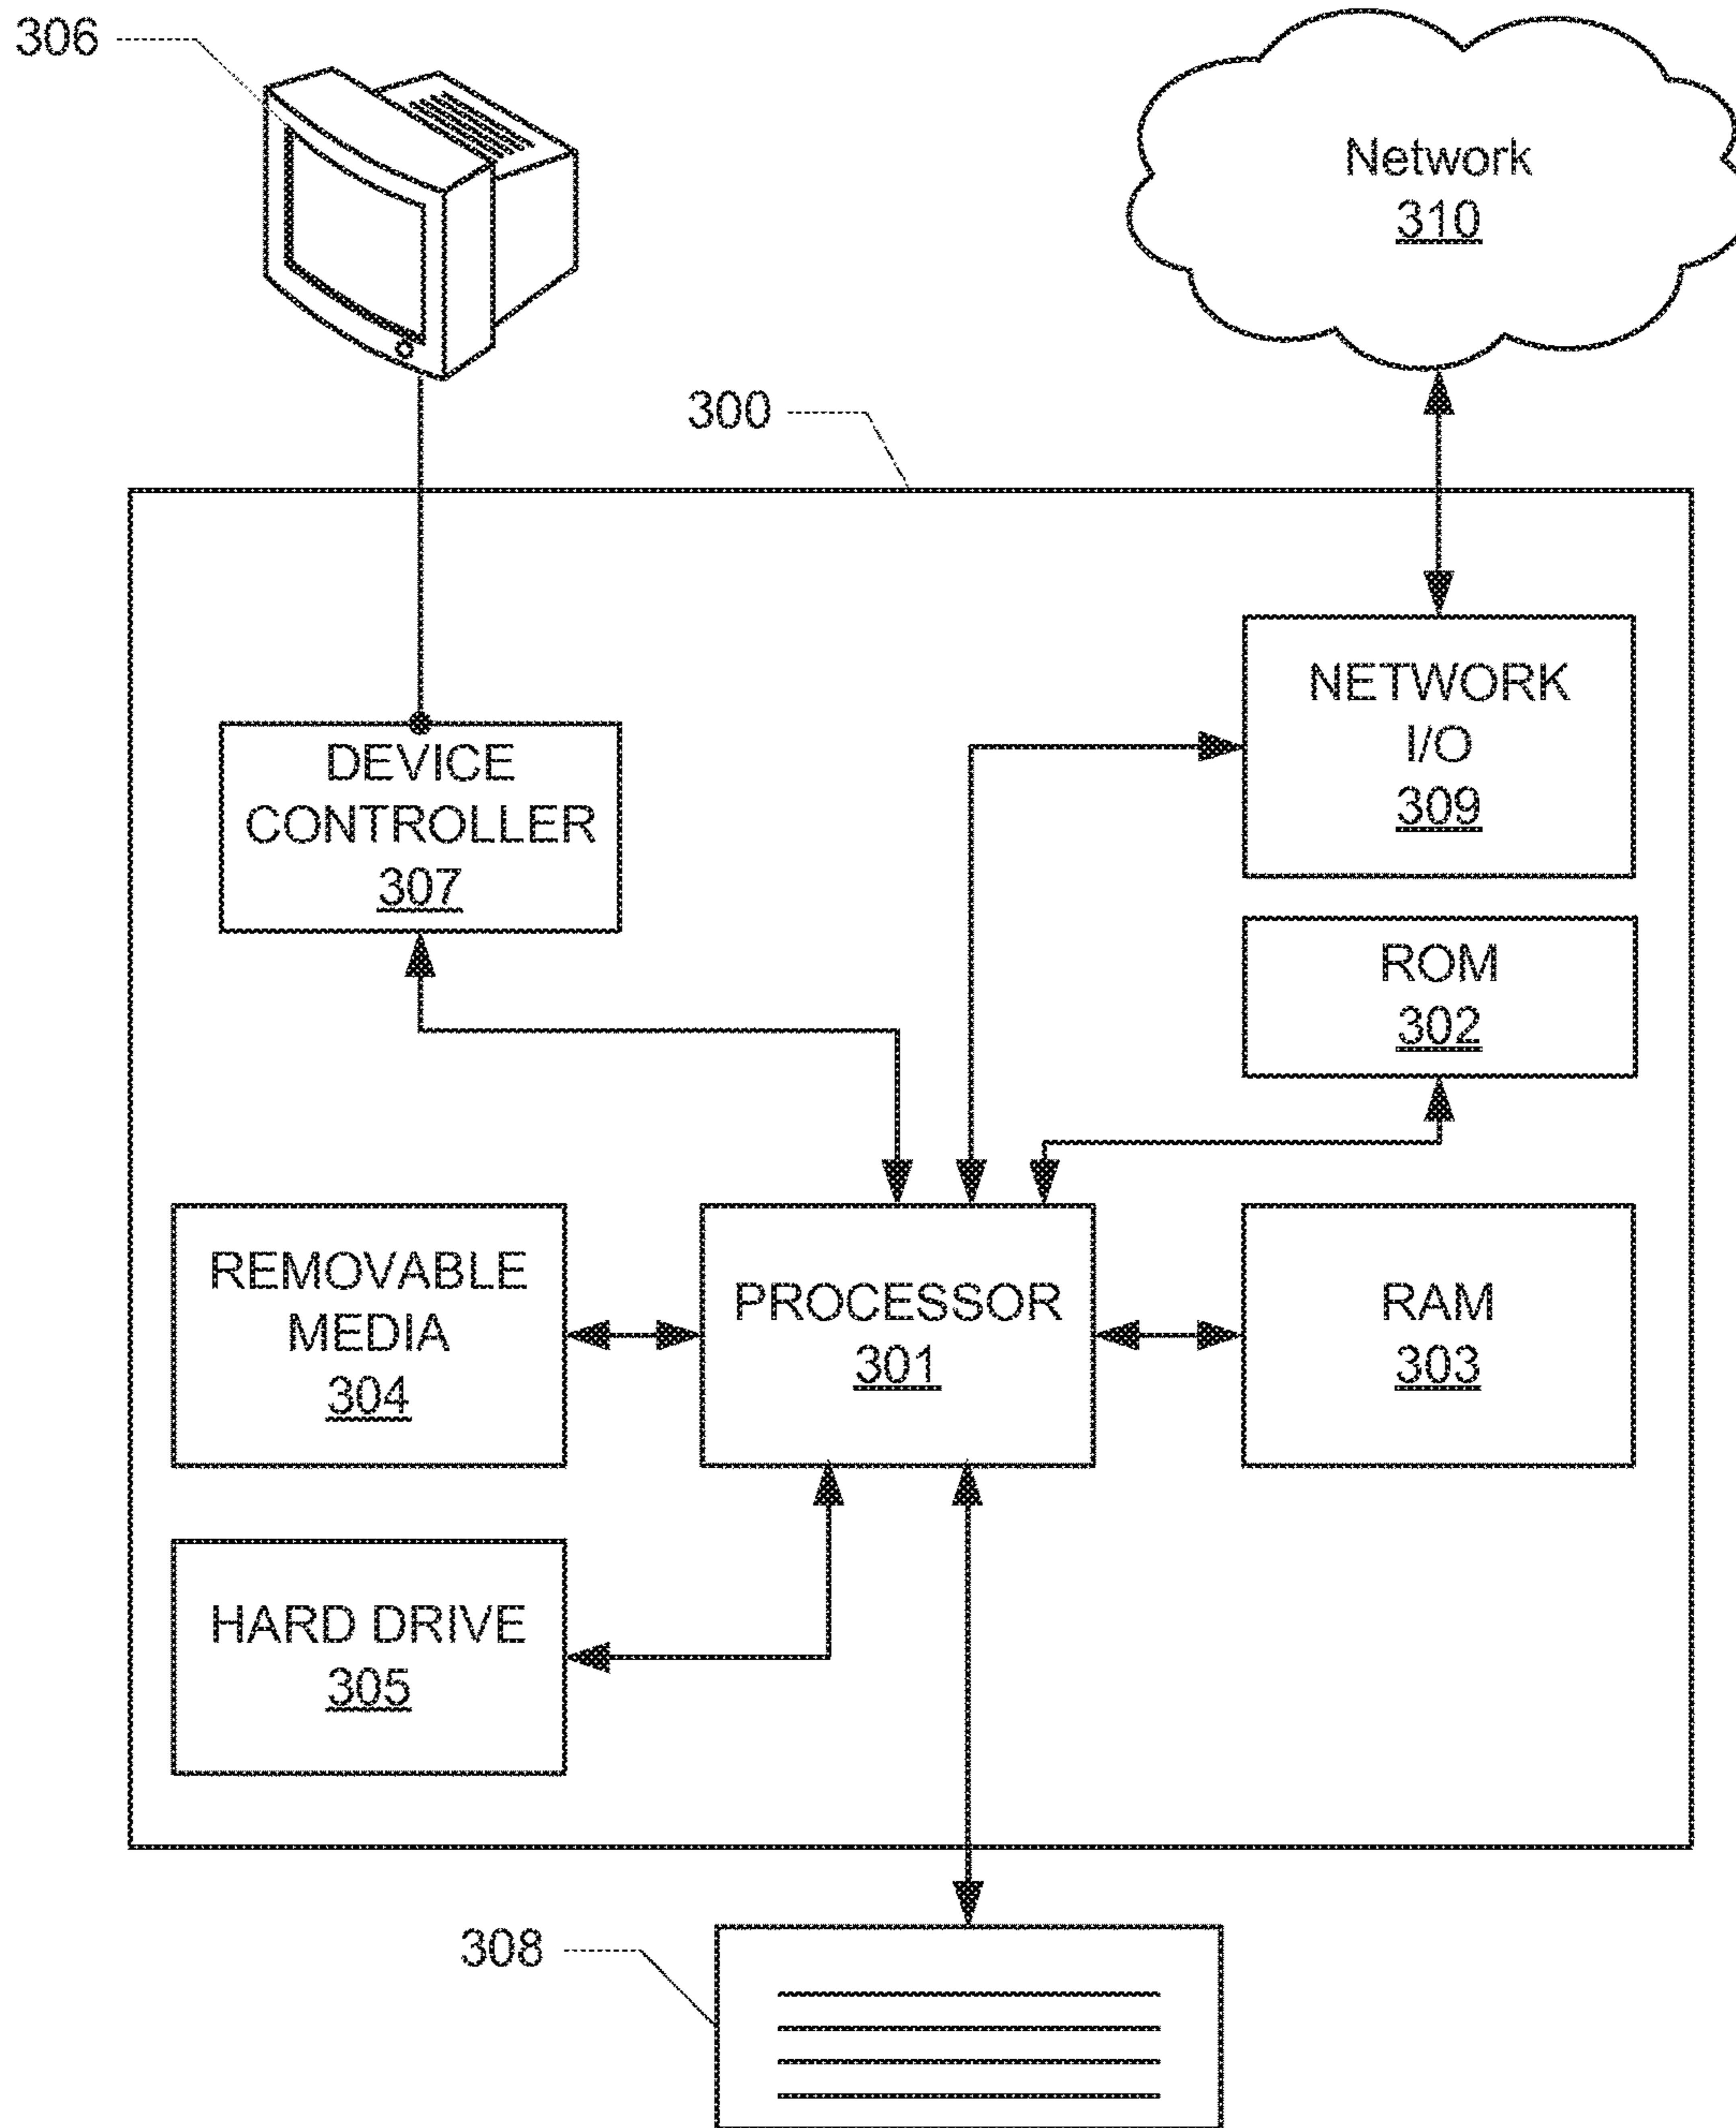 306
Network
310
300
NETWORK
I/O
309
DEVICE
CONTROLLER
307
ROM
302
REMOVABLE
MEDIA
304
PROCESSOR
301
RAM
303
HARD DRIVE
305
308